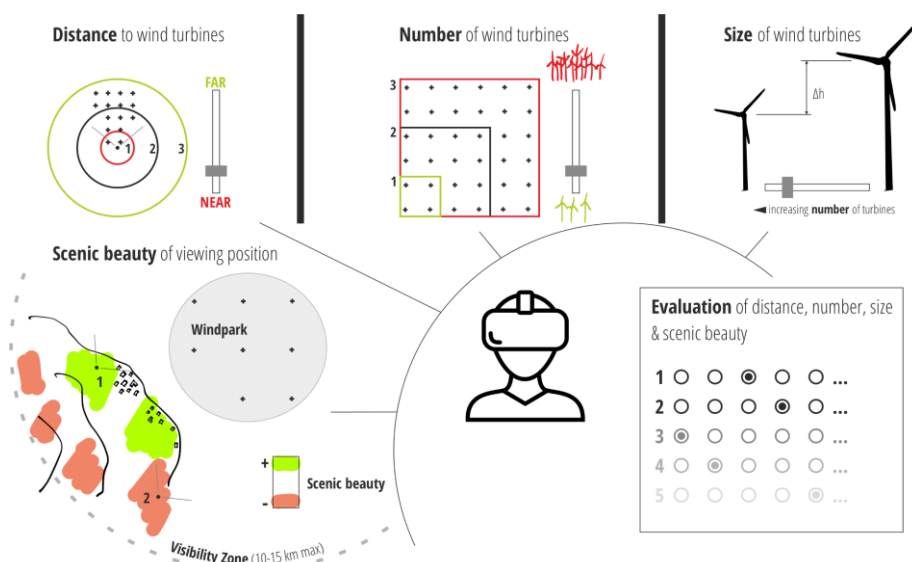 Distance to wind turbines
FAR
1 2 3
NEAR
Number of wind turbines
3
2
1
Size of wind turbines
Δh
increasing number of turbines
Scenic beauty of viewing position
Windpark
1
2
+
Scenic beauty
-
Visibility Zone (10-15 km max)
Evaluation of distance, number, size
& scenic beauty
1 ...
2 ...
3 ...
4 ...
5 ...